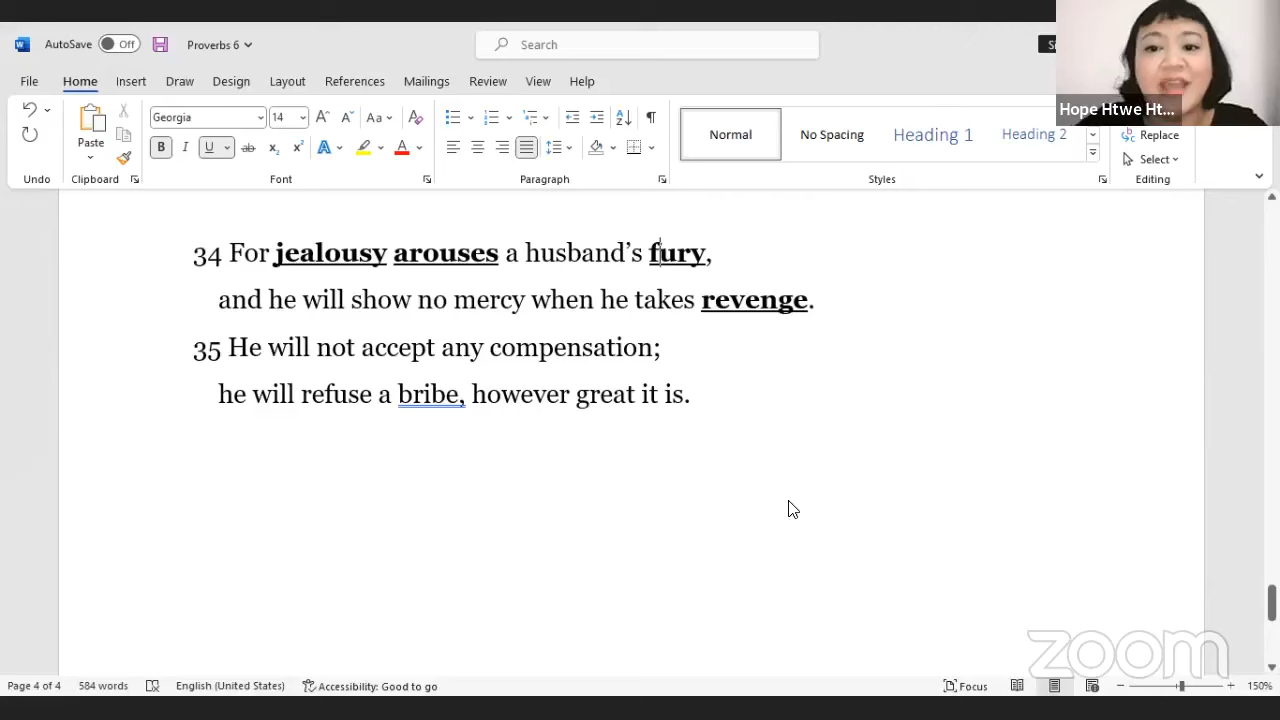 AutoSave Off Proverbs 6 Search
File Home Insert Draw Design Layout References Mailings Review View Help
Hope Htwe Ht...
Georgia 14 Aa
Paste
B I U ab x₂ x² A A
Normal No Spacing Heading 1 Heading 2
Replace
Select
Undo Clipboard Font Paragraph Styles Editing
34 For jealousy arouses a husband’s fury,
and he will show no mercy when he takes revenge.
35 He will not accept any compensation;
he will refuse a bribe, however great it is.
zoom
Page 4 of 4 584 words English (United States) Accessibility: Good to go Focus 150%